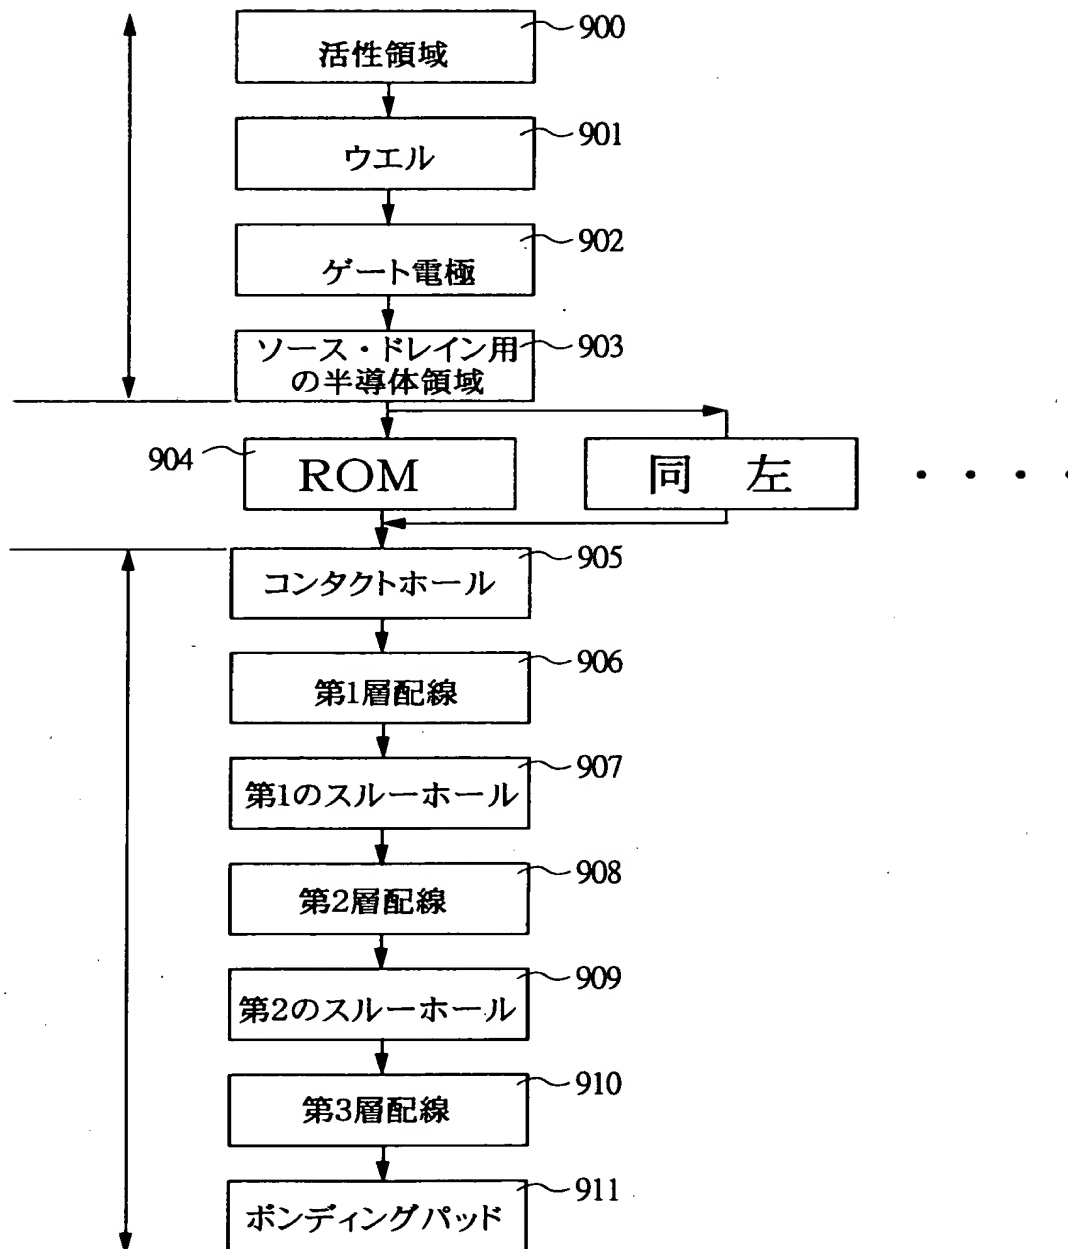 900
活性領域
901
ウエル
902
ゲート電極
903
ソース・ドレイン用
の半導体領域
904
ROM
同 左
・・・・
905
コンタクトホール
906
第1層配線
907
第1のスルーホール
908
第2層配線
909
第2のスルーホール
910
第3層配線
911
ボンディングパッド